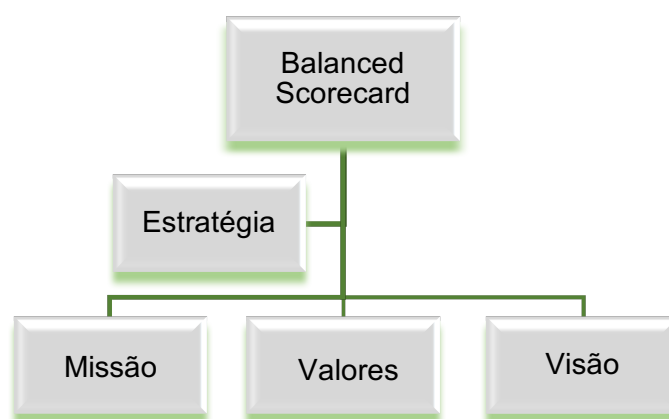 Balanced
Scorecard
Estratégia
Missão
Valores
Visão